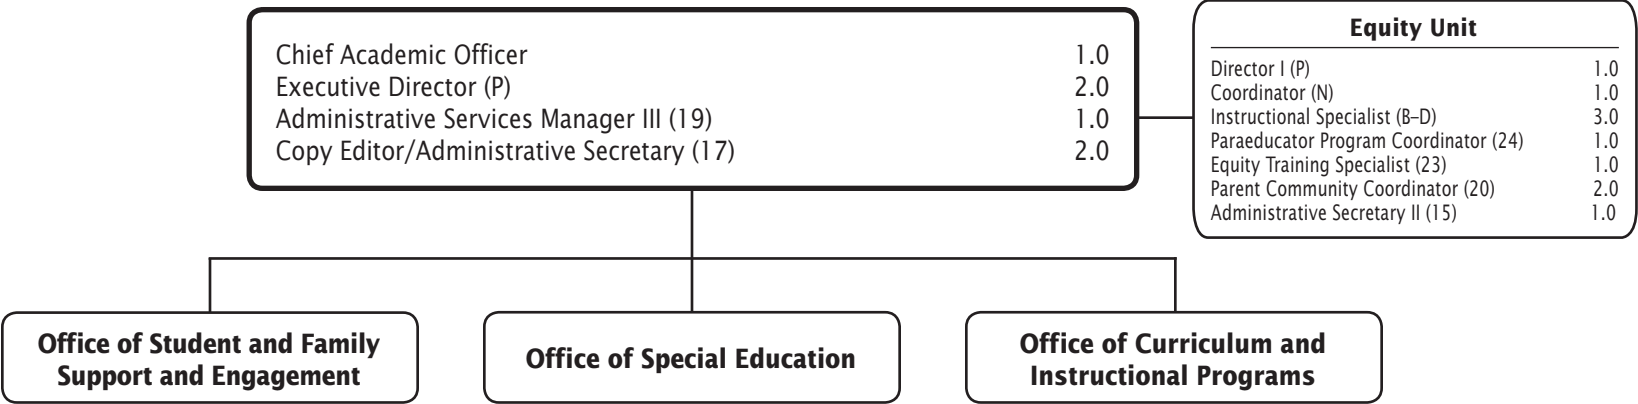 Chief Academic Officer 1.0
Executive Director (P) 2.0
Administrative Services Manager III (19) 1.0
Copy Editor/Administrative Secretary (17) 2.0
Equity Unit
Director I (P) 1.0
Coordinator (N) 1.0
Instructional Specialist (B–D) 3.0
Paraeducator Program Coordinator (24) 1.0
Equity Training Specialist (23) 1.0
Parent Community Coordinator (20) 2.0
Administrative Secretary II (15) 1.0
Office of Student and Family
Support and Engagement
Office of Special Education
Office of Curriculum and
Instructional Programs